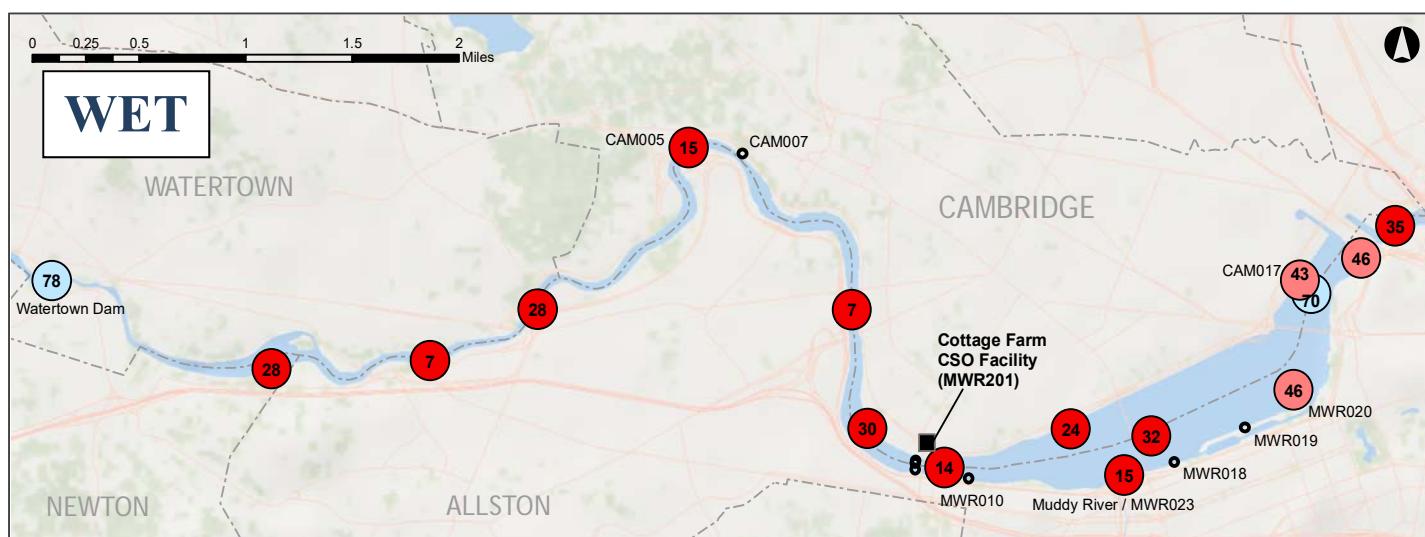 0 0.25 0.5 1 1.5 2
Miles
WET
CAM005
15
CAM007
WATERTOWN
CAMBRIDGE
35
46
CAM017
43
70
78
Watertown Dam
28
7
28
7
Cottage Farm
CSO Facility
(MWR201)
46
MWR020
30
24
32
MWR019
14
15
MWR018
MWR010
Muddy River / MWR023
NEWTON
ALLSTON